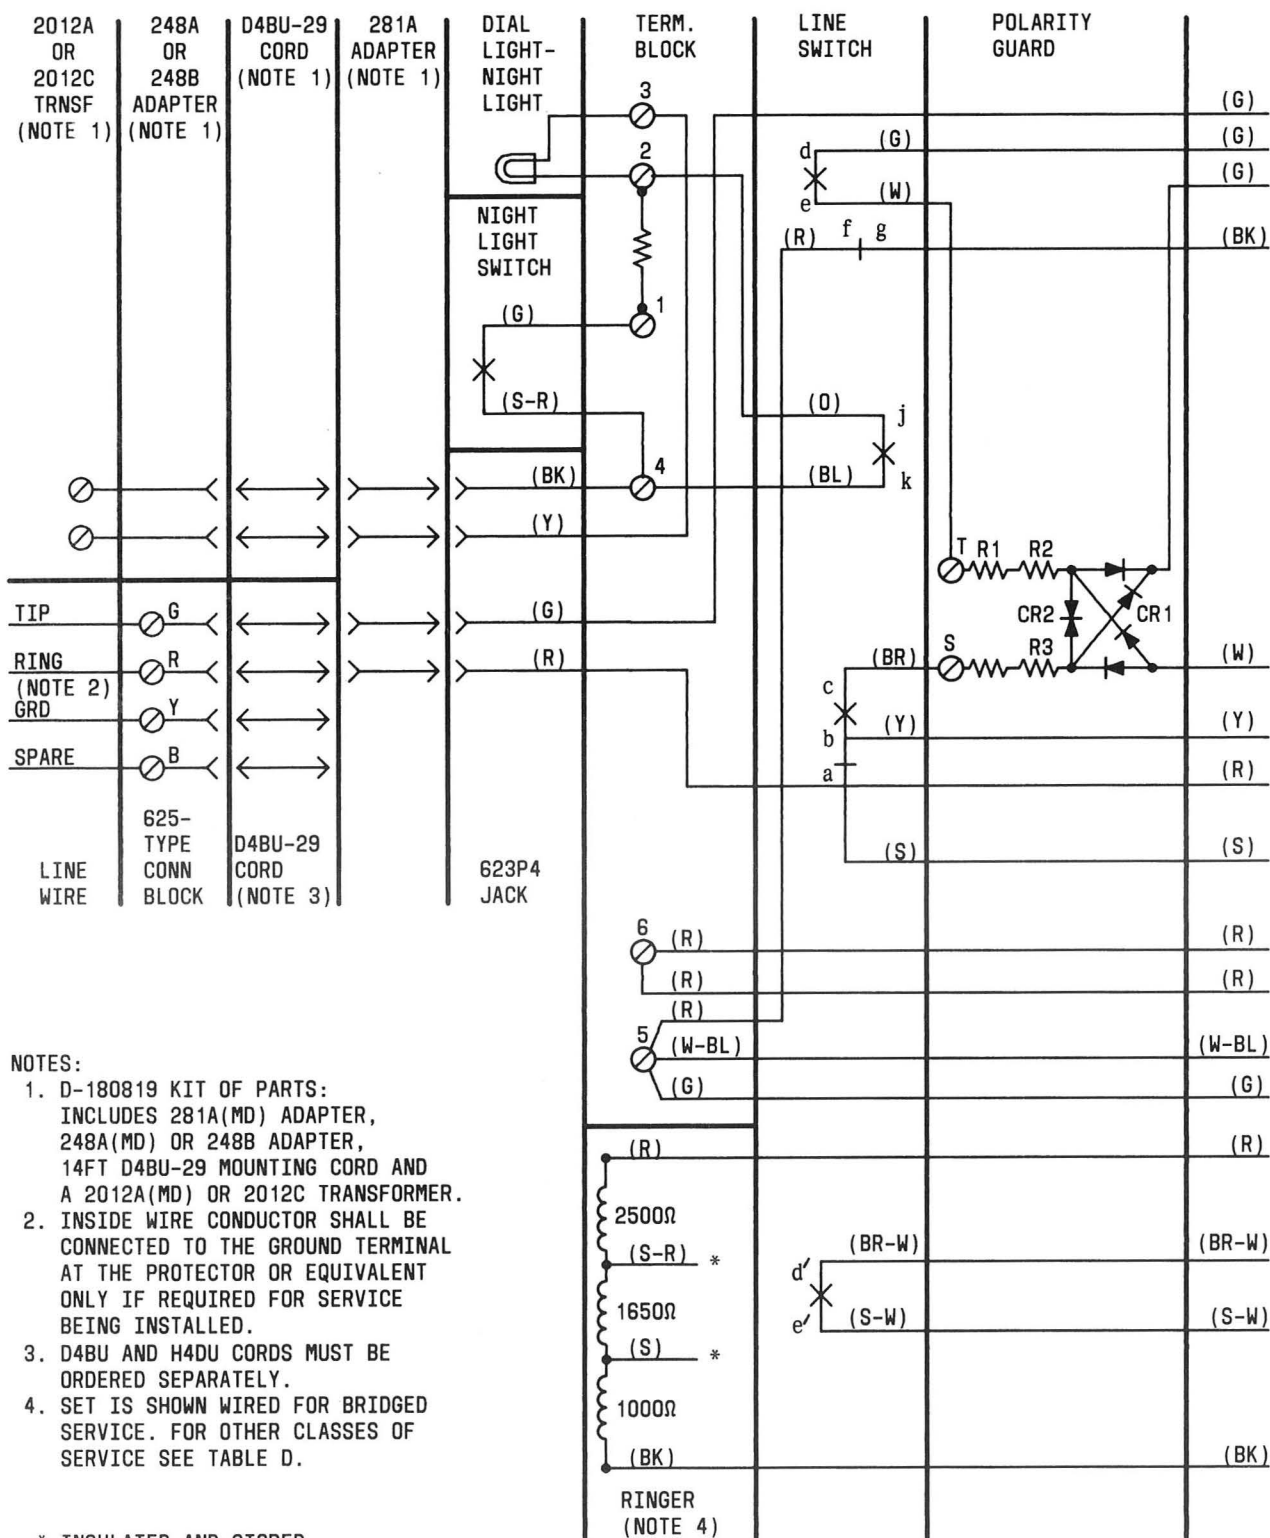 2012A
OR
2012C
TRNSF
(NOTE 1)
248A
OR
248B
ADAPTER
(NOTE 1)
D4BU-29
CORD
(NOTE 1)
281A
ADAPTER
(NOTE 1)
DIAL
LIGHT-
NIGHT
LIGHT
TERM.
BLOCK
LINE
SWITCH
POLARITY
GUARD
3
(G)
2
d
(G)
(G)
e
(W)
(G)
NIGHT
LIGHT
SWITCH
(R)
f
g
(BK)
1
(G)
(S-R)
(O)
j
4
(BK)
(BL)
k
(Y)
T
R1
R2
CR2
CR1
TIP
G
(G)
RING
(NOTE 2)
R
(R)
(BR)
S
R3
(W)
GRD
Y
c
b
(Y)
(Y)
SPARE
B
a
(R)
(S)
(S)
LINE
WIRE
625-
TYPE
CONN
BLOCK
D4BU-29
CORD
(NOTE 3)
623P4
JACK
6
(R)
(R)
(R)
(R)
(R)
5
(W-BL)
(W-BL)
(G)
(G)
NOTES:
1. D-180819 KIT OF PARTS:
INCLUDES 281A(MD) ADAPTER,
248A(MD) OR 248B ADAPTER,
14FT D4BU-29 MOUNTING CORD AND
A 2012A(MD) OR 2012C TRANSFORMER.
2. INSIDE WIRE CONDUCTOR SHALL BE
CONNECTED TO THE GROUND TERMINAL
AT THE PROTECTOR OR EQUIVALENT
ONLY IF REQUIRED FOR SERVICE
BEING INSTALLED.
3. D4BU AND H4DU CORDS MUST BE
ORDERED SEPARATELY.
4. SET IS SHOWN WIRED FOR BRIDGED
SERVICE. FOR OTHER CLASSES OF
SERVICE SEE TABLE D.
* INSULATED AND STORED
(R)
(R)
2500Ω
(S-R) *
1650Ω
(S) *
1000Ω
(BK)
(BK)
RINGER
(NOTE 4)
d′
(BR-W)
(BR-W)
e′
(S-W)
(S-W)